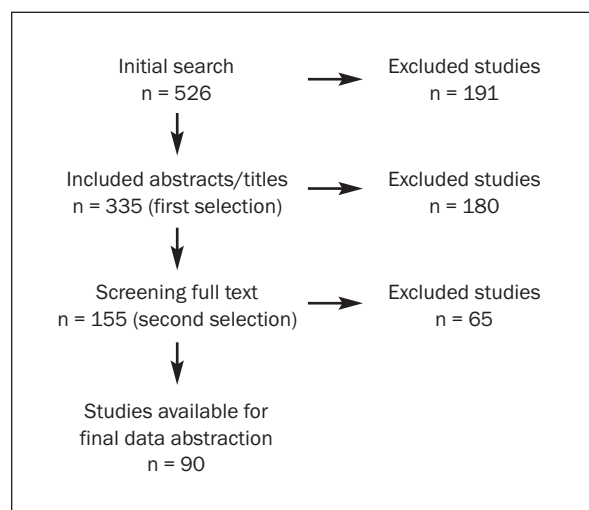 Initial search
n = 526
Excluded studies
n = 191
Included abstracts/titles
n = 335 (first selection)
Excluded studies
n = 180
Screening full text
n = 155 (second selection)
Excluded studies
n = 65
Studies available for
final data abstraction
n = 90